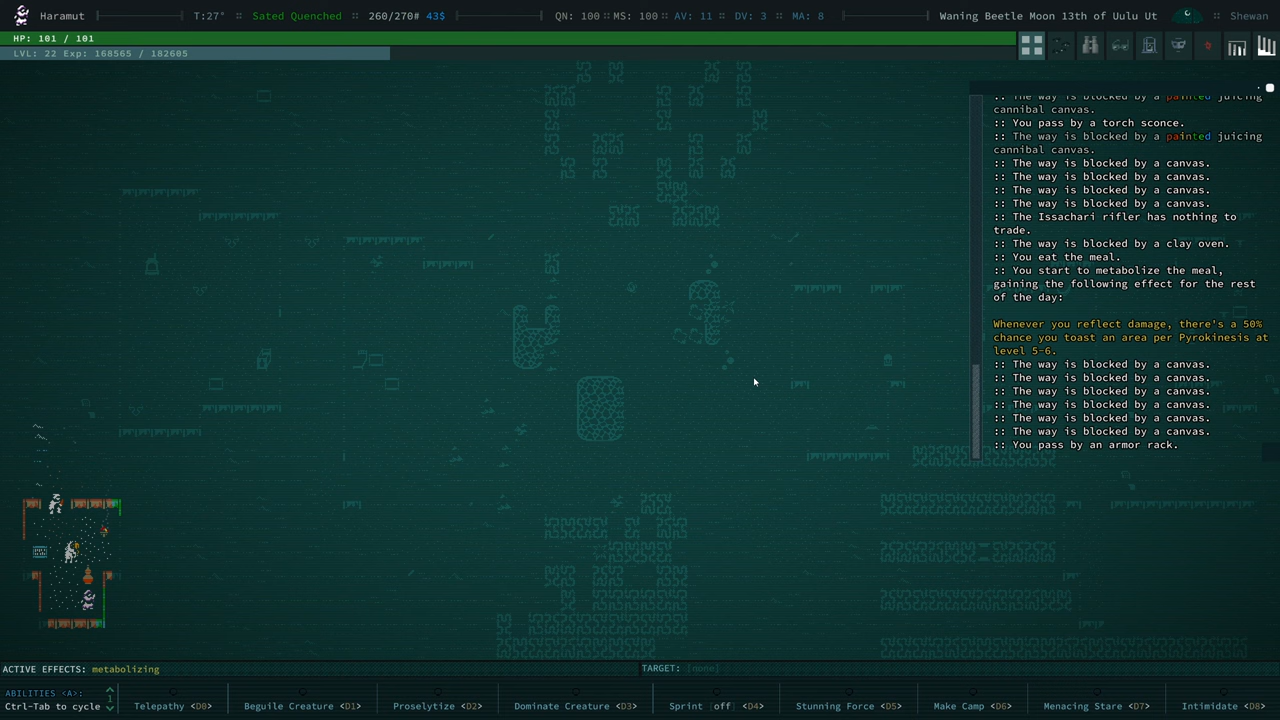 Haramut T:27° :: Sated Quenched :: 260/270# 43$ QN: 100 :: MS: 100 :: AV: 11 :: DV: 3 :: MA: 8 Waning Beetle Moon 13th of Uulu Ut :: Shewan
HP: 101 / 101
LVL: 22 Exp: 168565 / 182605
:: The way is blocked by a painted juicing
cannibal canvas.
:: You pass by a torch sconce.
:: The way is blocked by a painted juicing
cannibal canvas.
:: The way is blocked by a canvas.
:: The way is blocked by a canvas.
:: The way is blocked by a canvas.
:: The way is blocked by a canvas.
:: The Issachari rifler has nothing to
trade.
:: The way is blocked by a clay oven.
:: You eat the meal.
:: You start to metabolize the meal,
gaining the following effect for the rest
of the day:
Whenever you reflect damage, there's a 50%
chance you toast an area per Pyrokinesis at
level 5-6.
:: The way is blocked by a canvas.
:: The way is blocked by a canvas.
:: The way is blocked by a canvas.
:: The way is blocked by a canvas.
:: The way is blocked by a canvas.
:: The way is blocked by a canvas.
:: You pass by an armor rack.
ACTIVE EFFECTS: metabolizing TARGET: [none]
ABILITIES <A>: 1
Ctrl-Tab to cycle Telepathy <D0> Beguile Creature <D1> Proselytize <D2> Dominate Creature <D3> Sprint [off] <D4> Stunning Force <D5> Make Camp <D6> Menacing Stare <D7> Intimidate <D8>